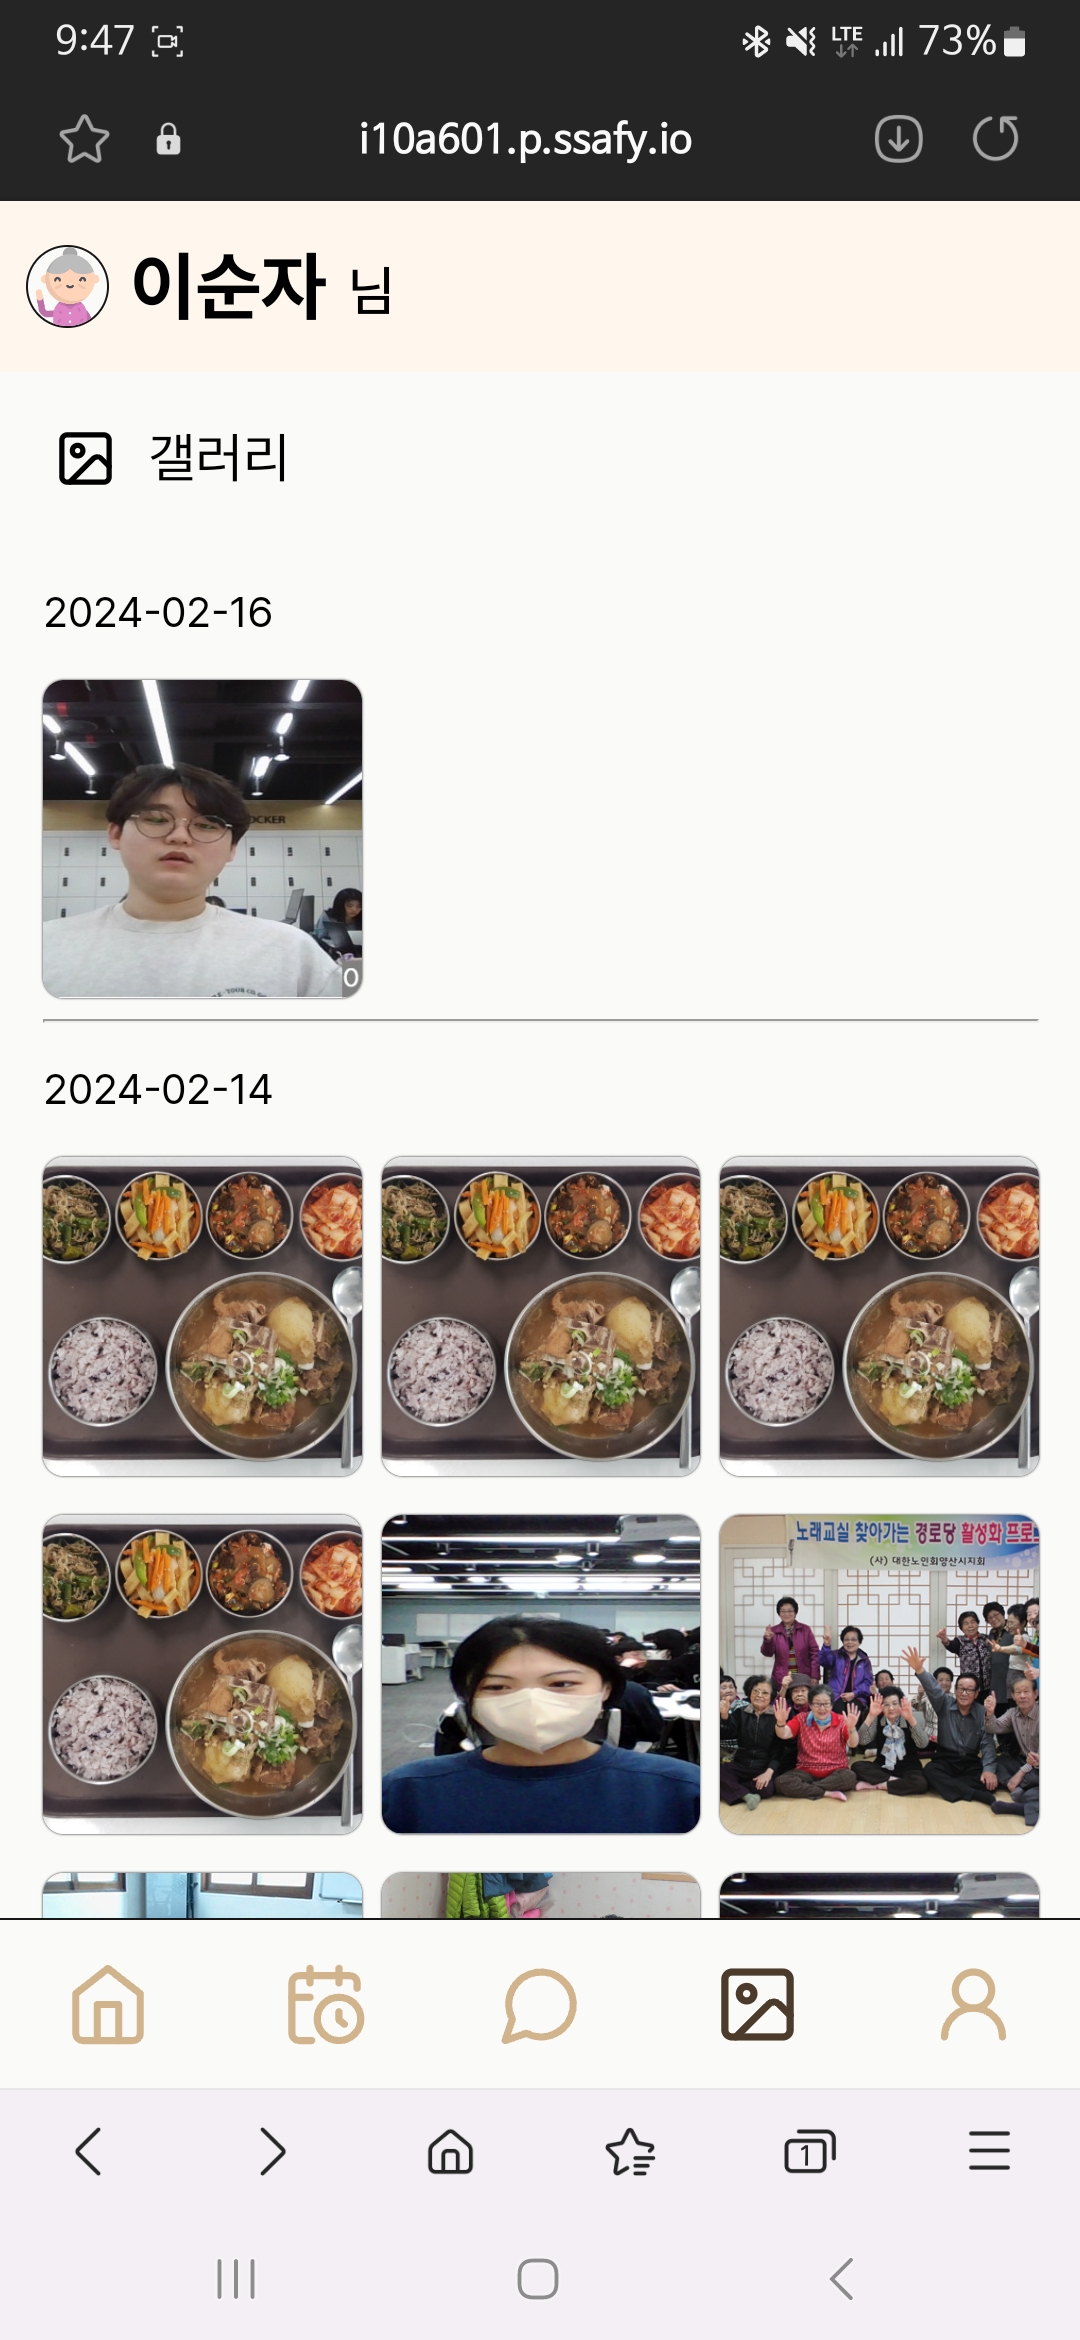 9:47 LTE 73%
i10a601.p.ssafy.io
이순자 님
갤러리
2024-02-16
OCKER
0
2024-02-14
노래교실 찾아가는 경로당 활성화 프로
(사) 대한노인회양산시지회
1